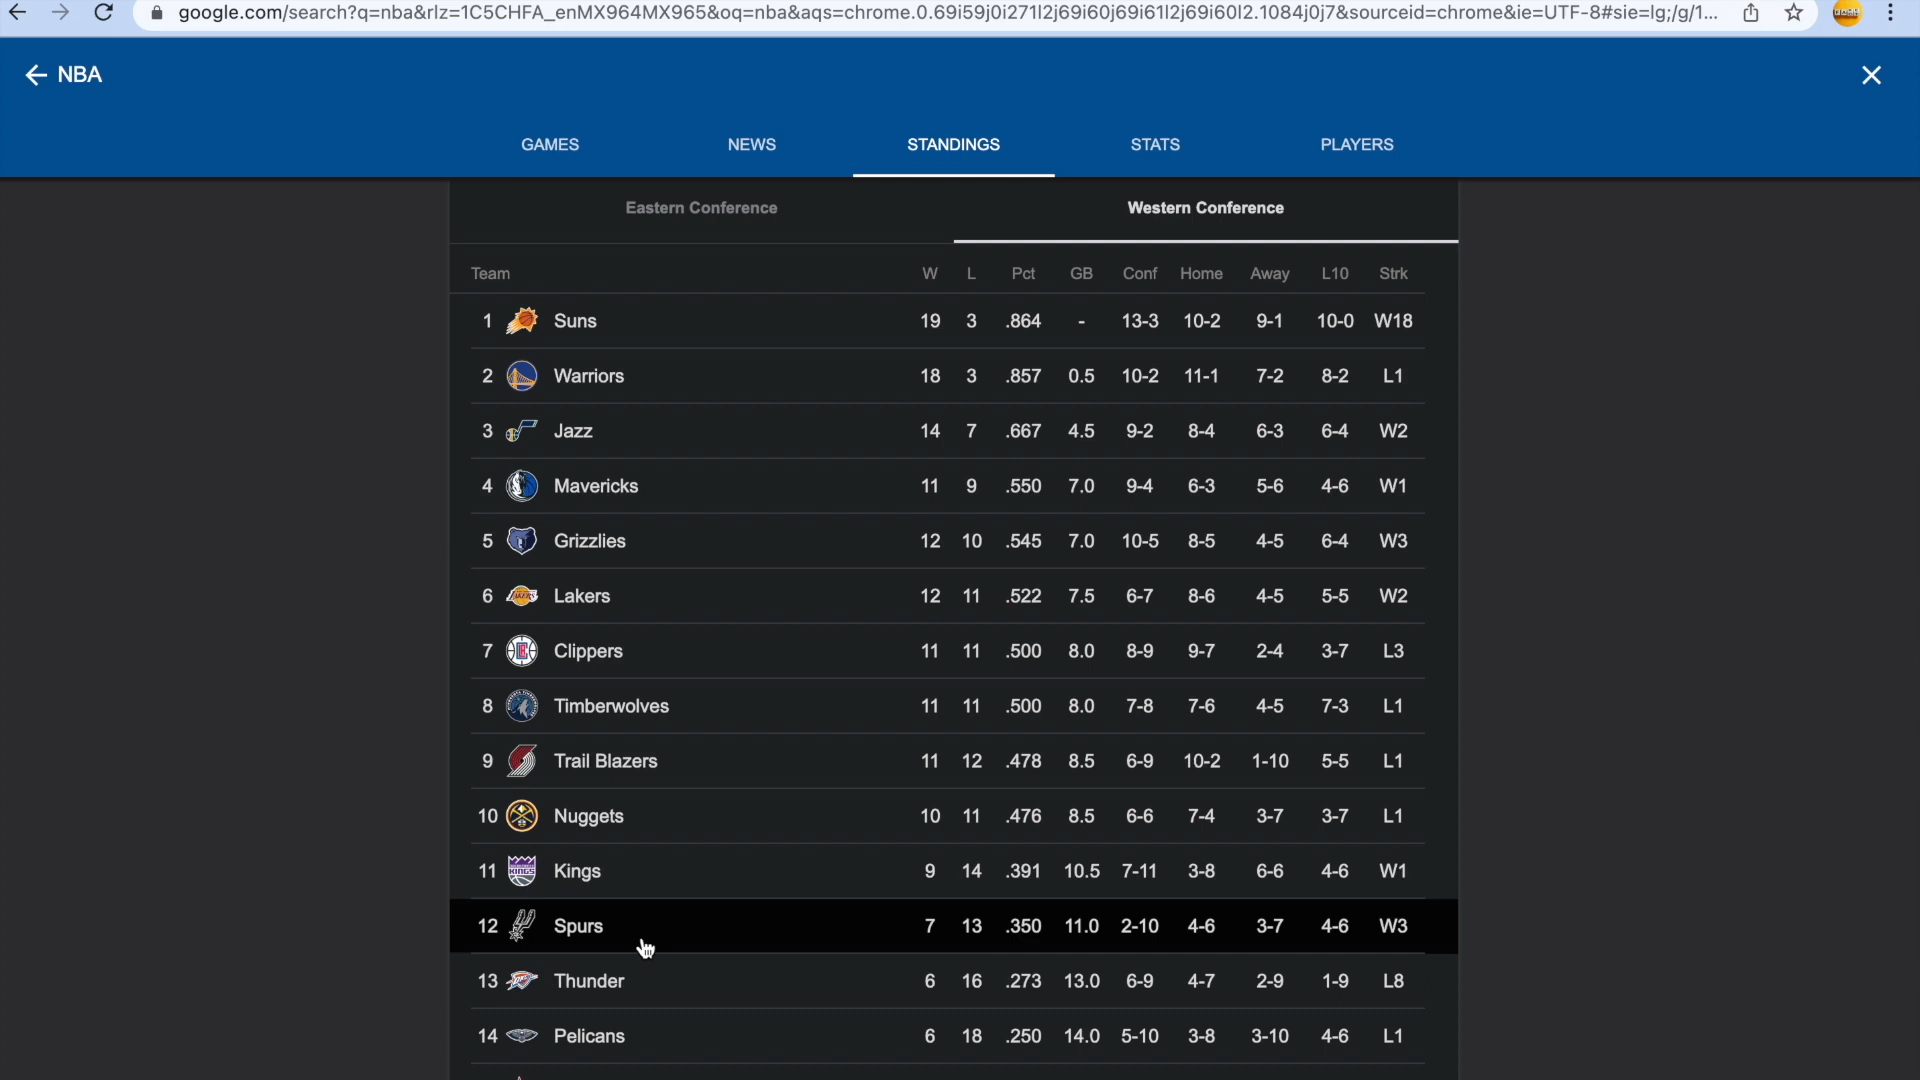 google.com/search?q=nba&rlz=1C5CHFA_enMX964MX965&oq=nba&aqs=chrome.0.69i59j0i271l2j69i60j69i61l2j69i60l2.1084j0j7&sourceid=chrome&ie=UTF-8#sie=lg;/g/1...
NBA
GAMES NEWS STANDINGS STATS PLAYERS
Eastern Conference Western Conference
Team W L Pct GB Conf Home Away L10 Strk
1 Suns 19 3 .864 - 13-3 10-2 9-1 10-0 W18
2 Warriors 18 3 .857 0.5 10-2 11-1 7-2 8-2 L1
3 Jazz 14 7 .667 4.5 9-2 8-4 6-3 6-4 W2
4 Mavericks 11 9 .550 7.0 9-4 6-3 5-6 4-6 W1
5 Grizzlies 12 10 .545 7.0 10-5 8-5 4-5 6-4 W3
6 Lakers 12 11 .522 7.5 6-7 8-6 4-5 5-5 W2
7 Clippers 11 11 .500 8.0 8-9 9-7 2-4 3-7 L3
8 Timberwolves 11 11 .500 8.0 7-8 7-6 4-5 7-3 L1
9 Trail Blazers 11 12 .478 8.5 6-9 10-2 1-10 5-5 L1
10 Nuggets 10 11 .476 8.5 6-6 7-4 3-7 3-7 L1
11 Kings 9 14 .391 10.5 7-11 3-8 6-6 4-6 W1
12 Spurs 7 13 .350 11.0 2-10 4-6 3-7 4-6 W3
13 Thunder 6 16 .273 13.0 6-9 4-7 2-9 1-9 L8
14 Pelicans 6 18 .250 14.0 5-10 3-8 3-10 4-6 L1